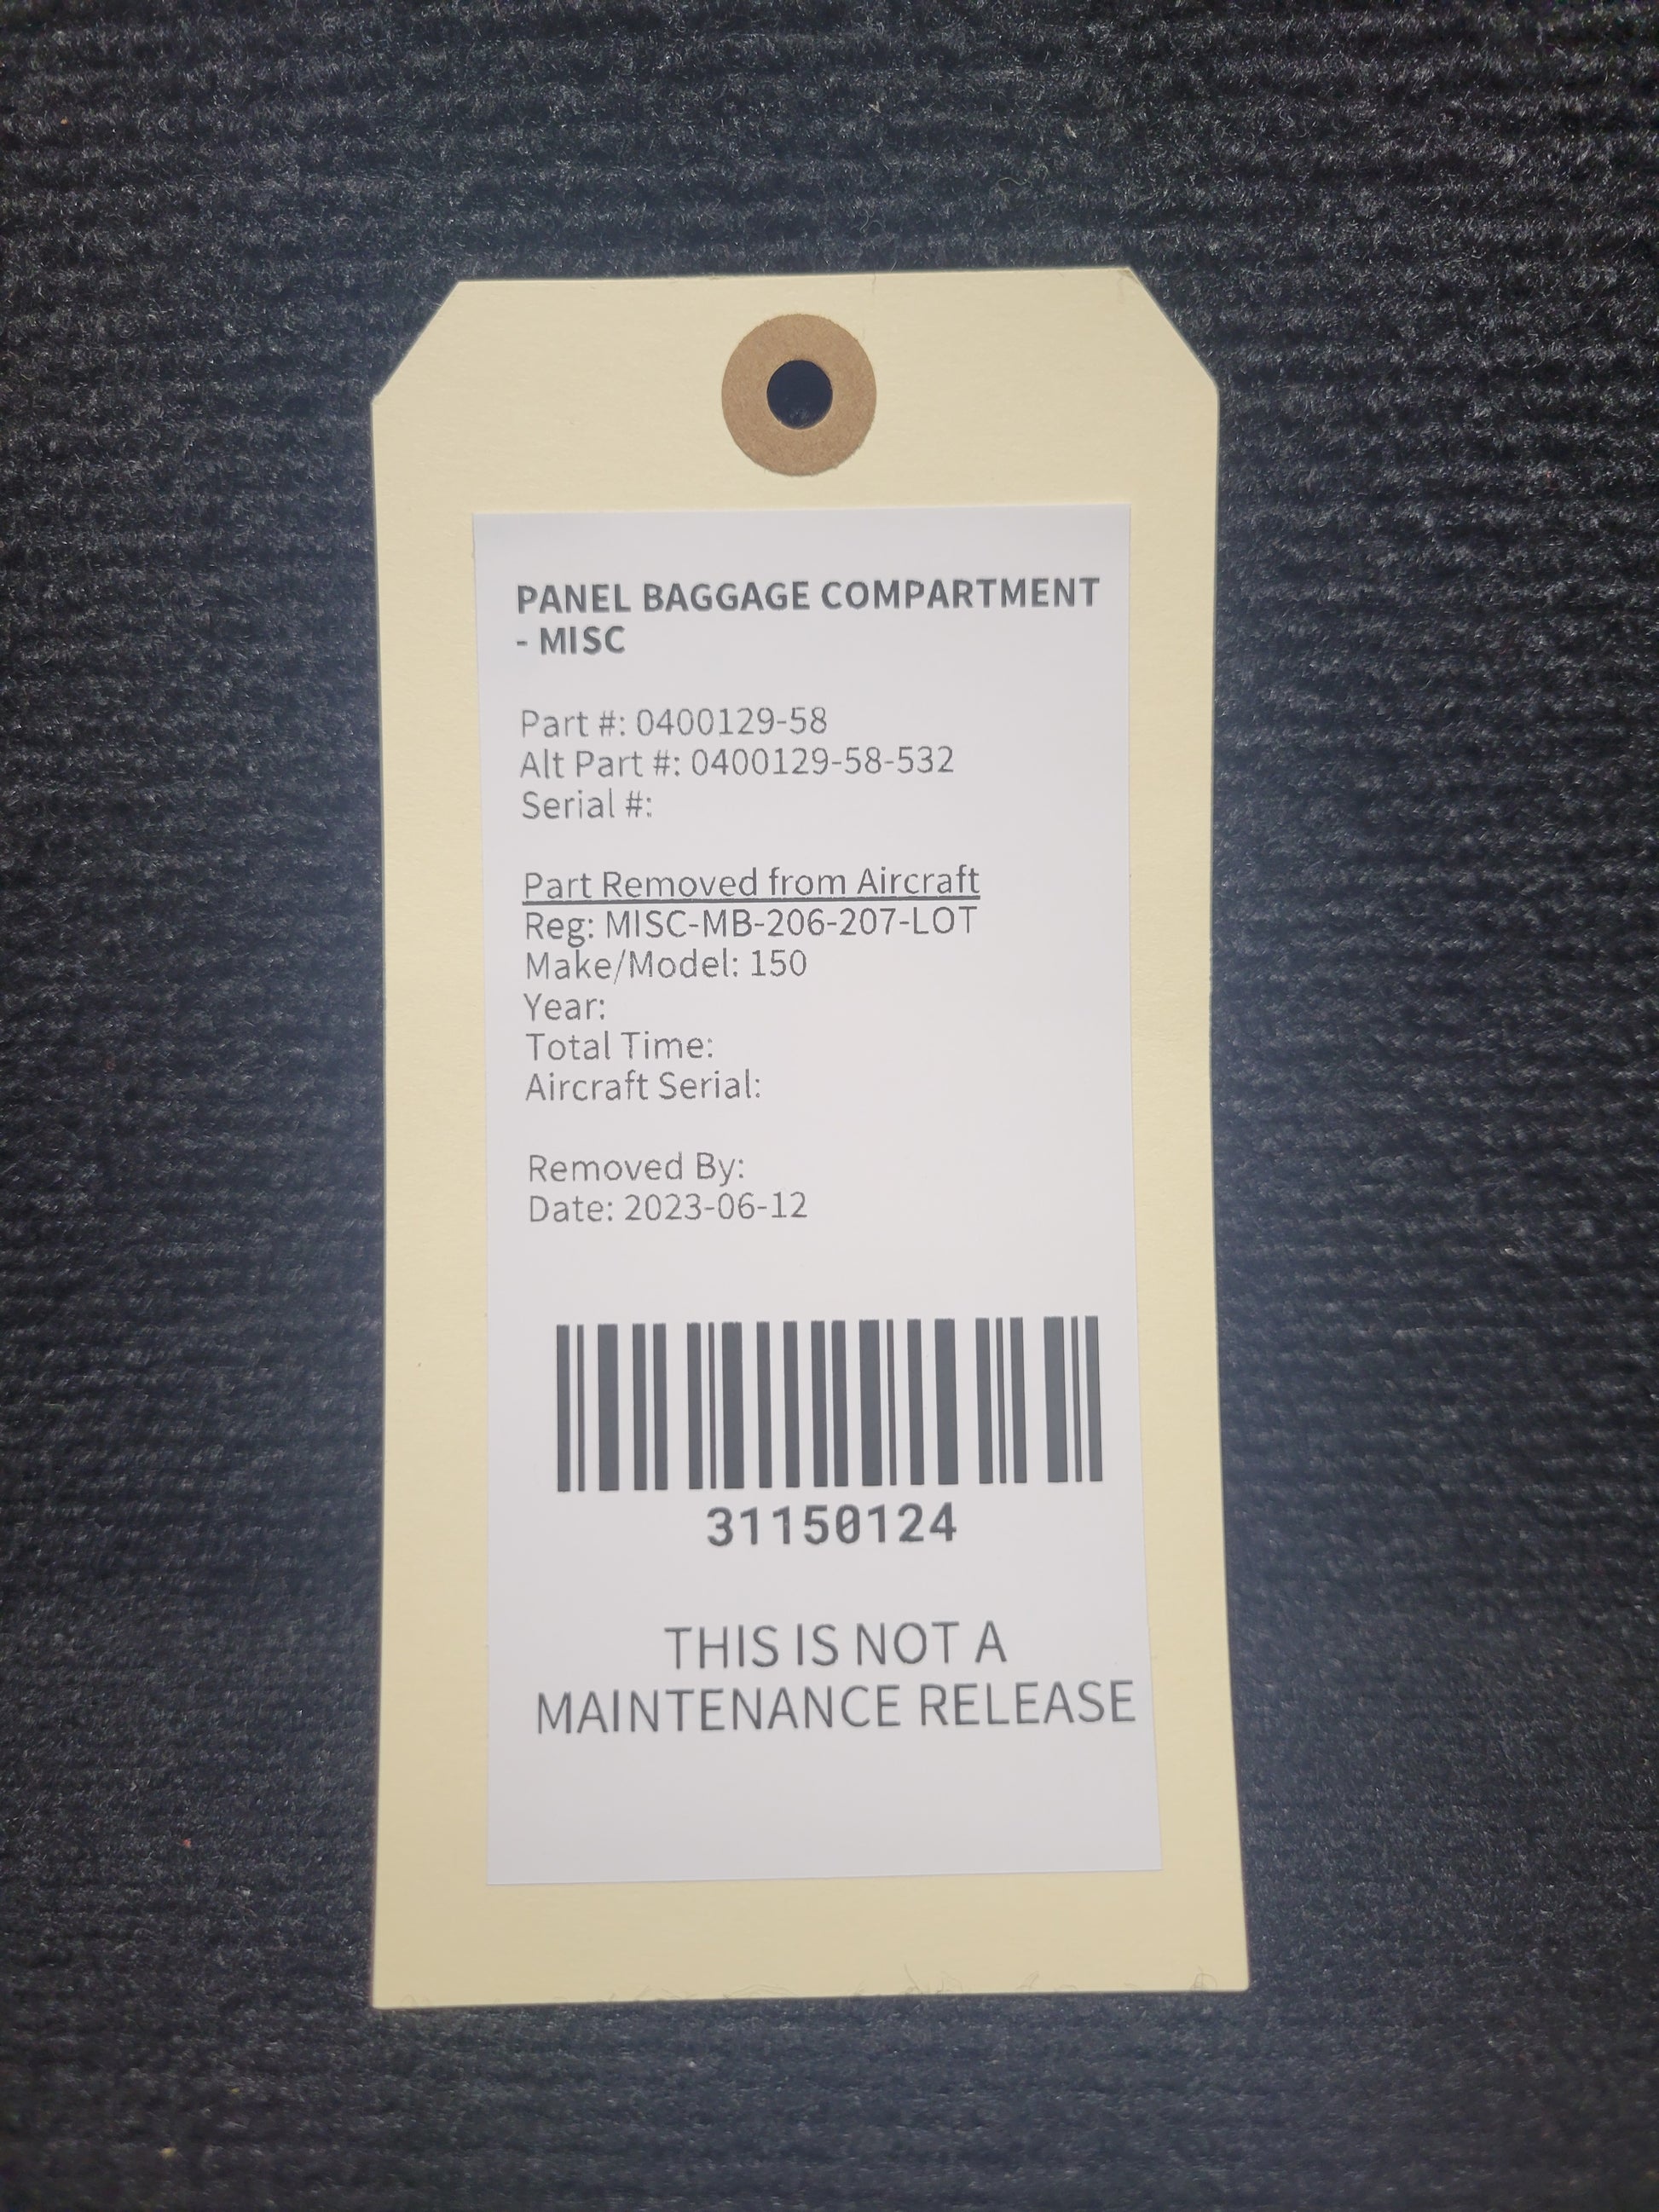 PANEL BAGGAGE COMPARTMENT
- MISC
Part #: 0400129-58
Alt Part #: 0400129-58-532
Serial #:
Part Removed from Aircraft
Reg: MISC-MB-206-207-LOT
Make/Model: 150
Year:
Total Time:
Aircraft Serial:
Removed By:
Date: 2023-06-12
31150124
THIS IS NOT A
MAINTENANCE RELEASE